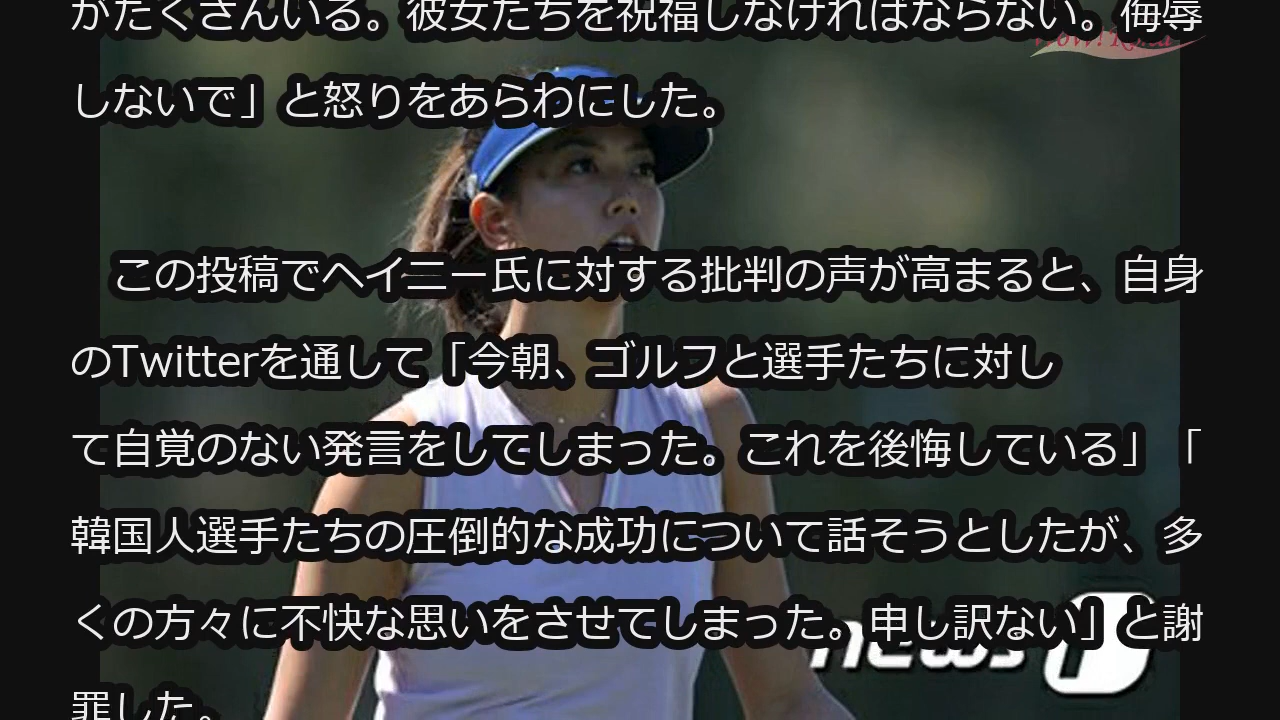 がたくさんいる。彼女たちを祝福しなければならない。侮辱
しないで」と怒りをあらわにした。
この投稿でヘイニー氏に対する批判の声が高まると、自身
のTwitterを通して「今朝、ゴルフと選手たちに対し
て自覚のない発言をしてしまった。これを後悔している」「
韓国人選手たちの圧倒的な成功について話そうとしたが、多
くの方々に不快な思いをさせてしまった。申し訳ない」と謝
罪した。
news1